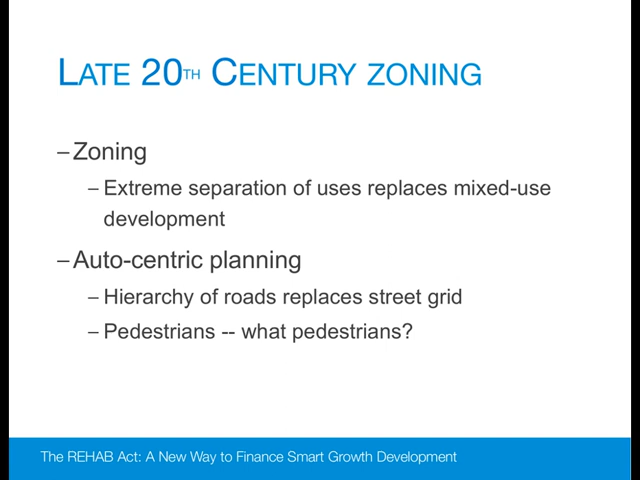 LATE 20TH CENTURY ZONING
– Zoning
– Extreme separation of uses replaces mixed-use
development
– Auto-centric planning
– Hierarchy of roads replaces street grid
– Pedestrians -- what pedestrians?
The REHAB Act: A New Way to Finance Smart Growth Development